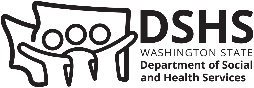 DSHS
WASHINGTON STATE
Department of Social
and Health Services